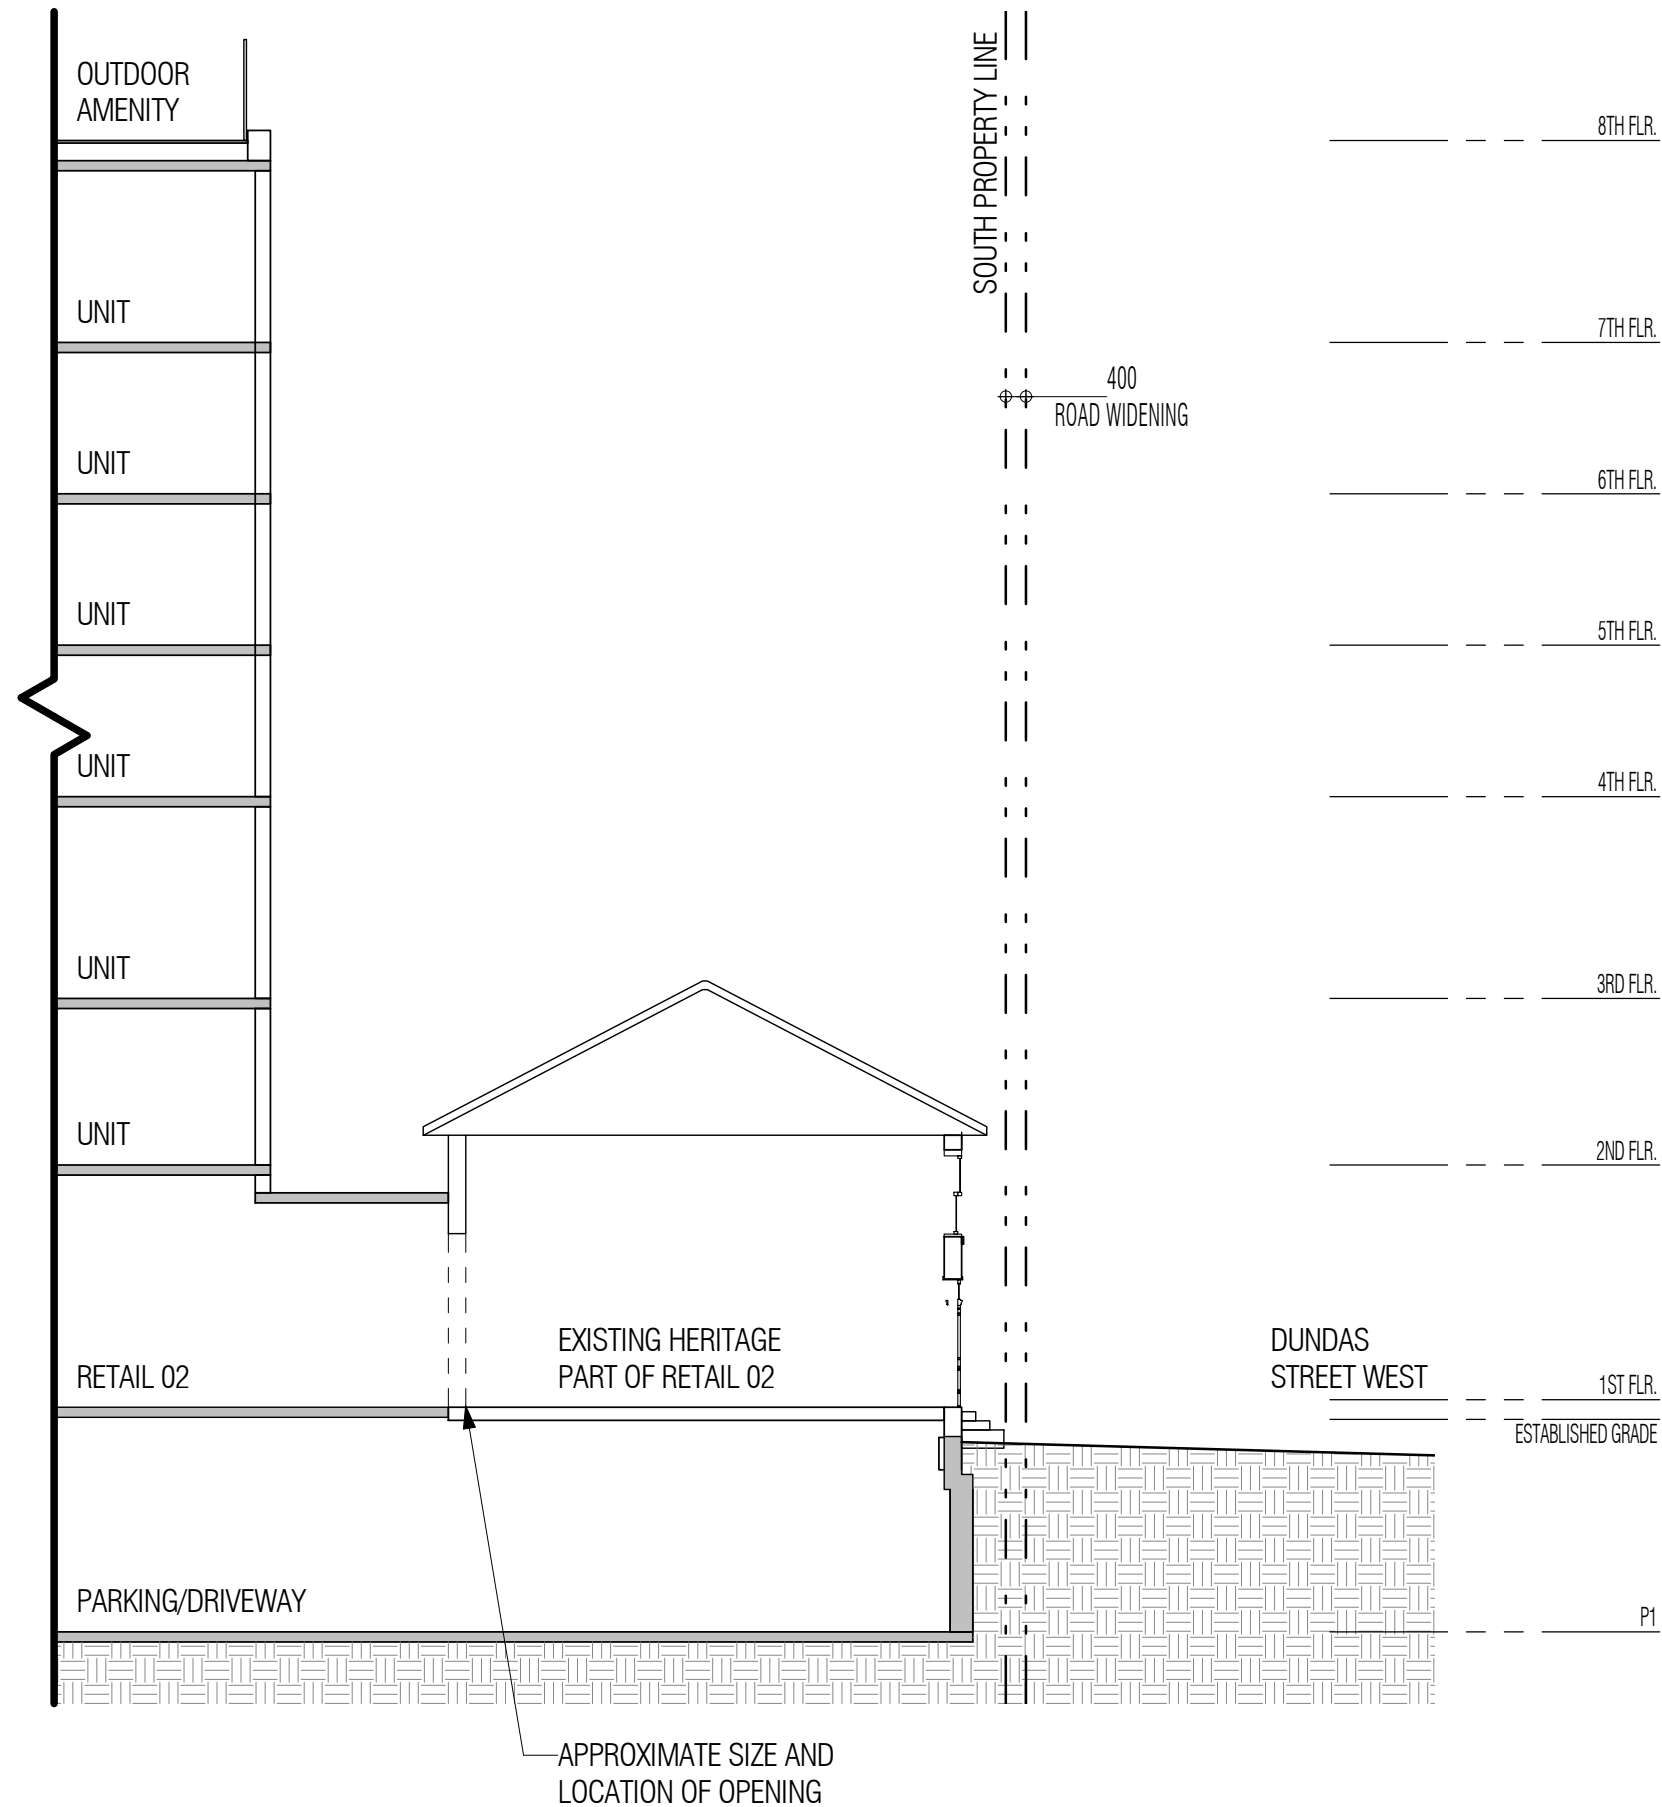 OUTDOOR
AMENITY
SOUTH PROPERTY LINE
8TH FLR.
UNIT
7TH FLR.
400
ROAD WIDENING
UNIT
6TH FLR.
UNIT
5TH FLR.
UNIT
4TH FLR.
UNIT
3RD FLR.
UNIT
2ND FLR.
RETAIL 02
EXISTING HERITAGE
PART OF RETAIL 02
DUNDAS
STREET WEST
1ST FLR.
ESTABLISHED GRADE
PARKING/DRIVEWAY
P1
APPROXIMATE SIZE AND
LOCATION OF OPENING